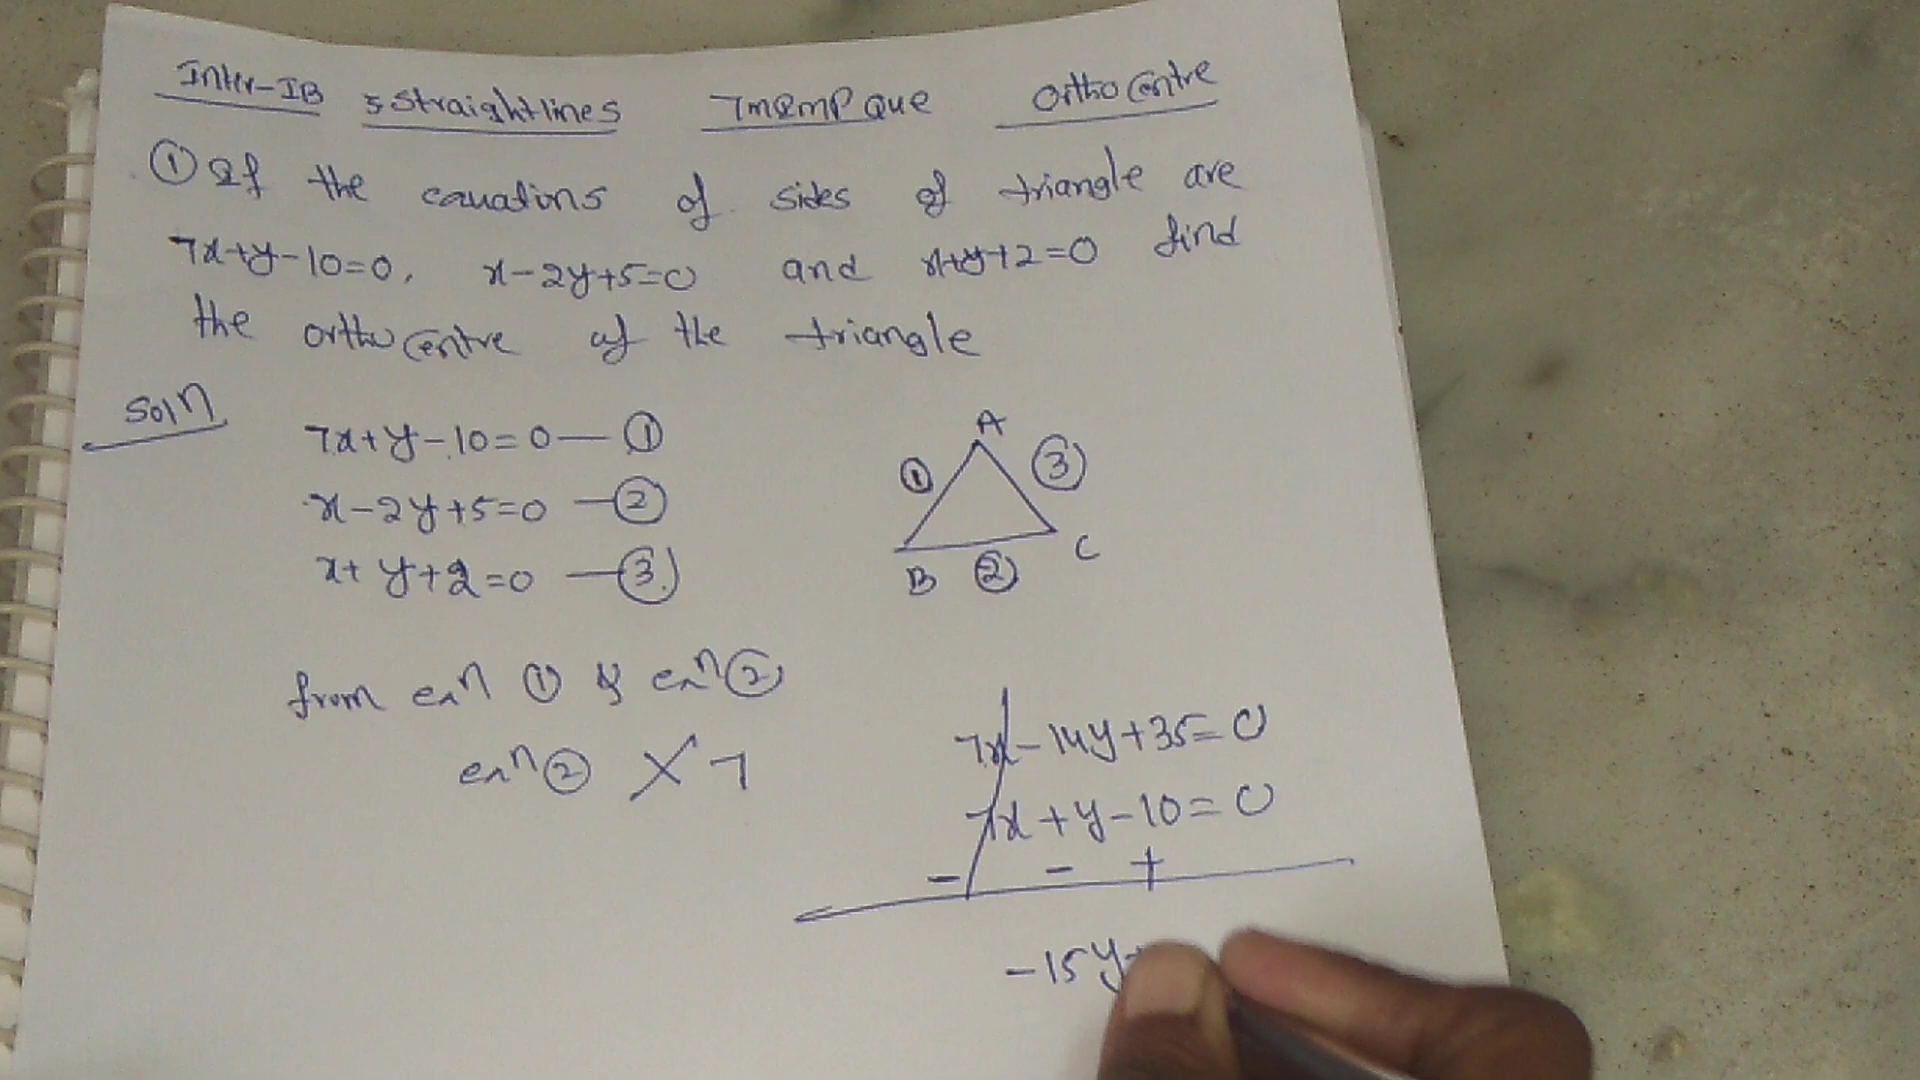 Inter-IB 5 Straightlines 7m&mp Que Ortho Centre
① If the equations of sides of triangle are
7x+y-10=0, x-2y+5=0 and x+y+2=0 find
the ortho centre of the triangle
Soln
7x+y-10=0 — ①
x-2y+5=0 — ②
x+y+2=0 — ③
A
① ③
B ② C
from eqn ① & eqn ②
eqn ② × 7
7x-14y+35=0
7x+y-10=0
- - +
-15y+